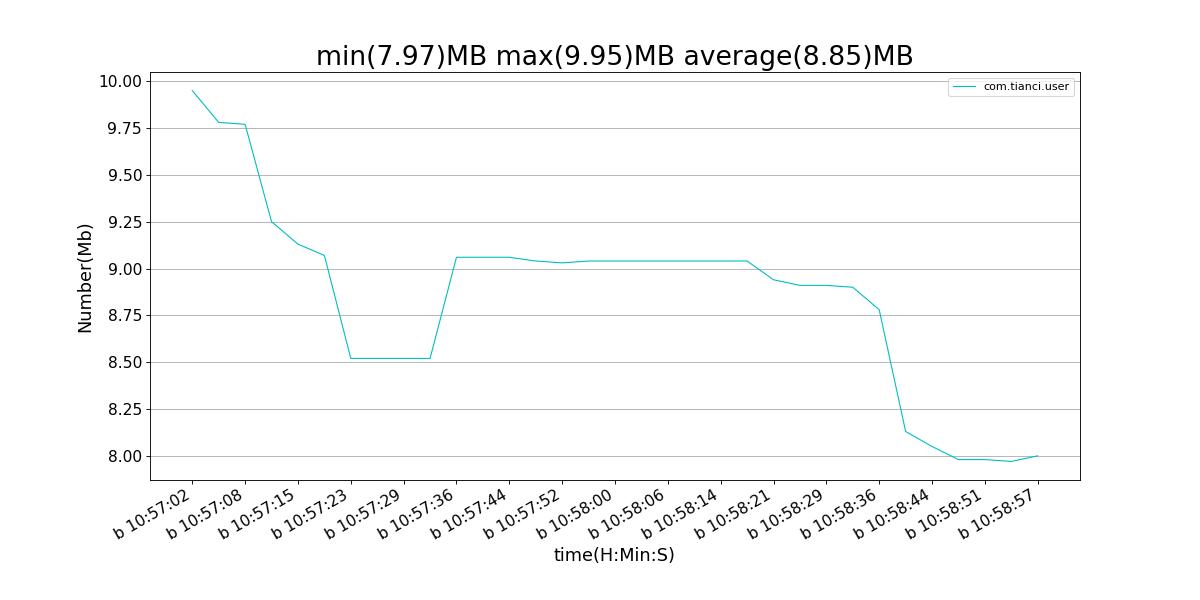 min(7.97)MB max(9.95)MB average(8.85)MB
com.tianci.user
10.00
9.75
9.50
9.25
9.00
8.75
8.50
8.25
8.00
Number(Mb)
b 10:57:02
b 10:57:08
b 10:57:15
b 10:57:23
b 10:57:29
b 10:57:36
b 10:57:44
b 10:57:52
b 10:58:00
b 10:58:06
b 10:58:14
b 10:58:21
b 10:58:29
b 10:58:36
b 10:58:44
b 10:58:51
b 10:58:57
time(H:Min:S)